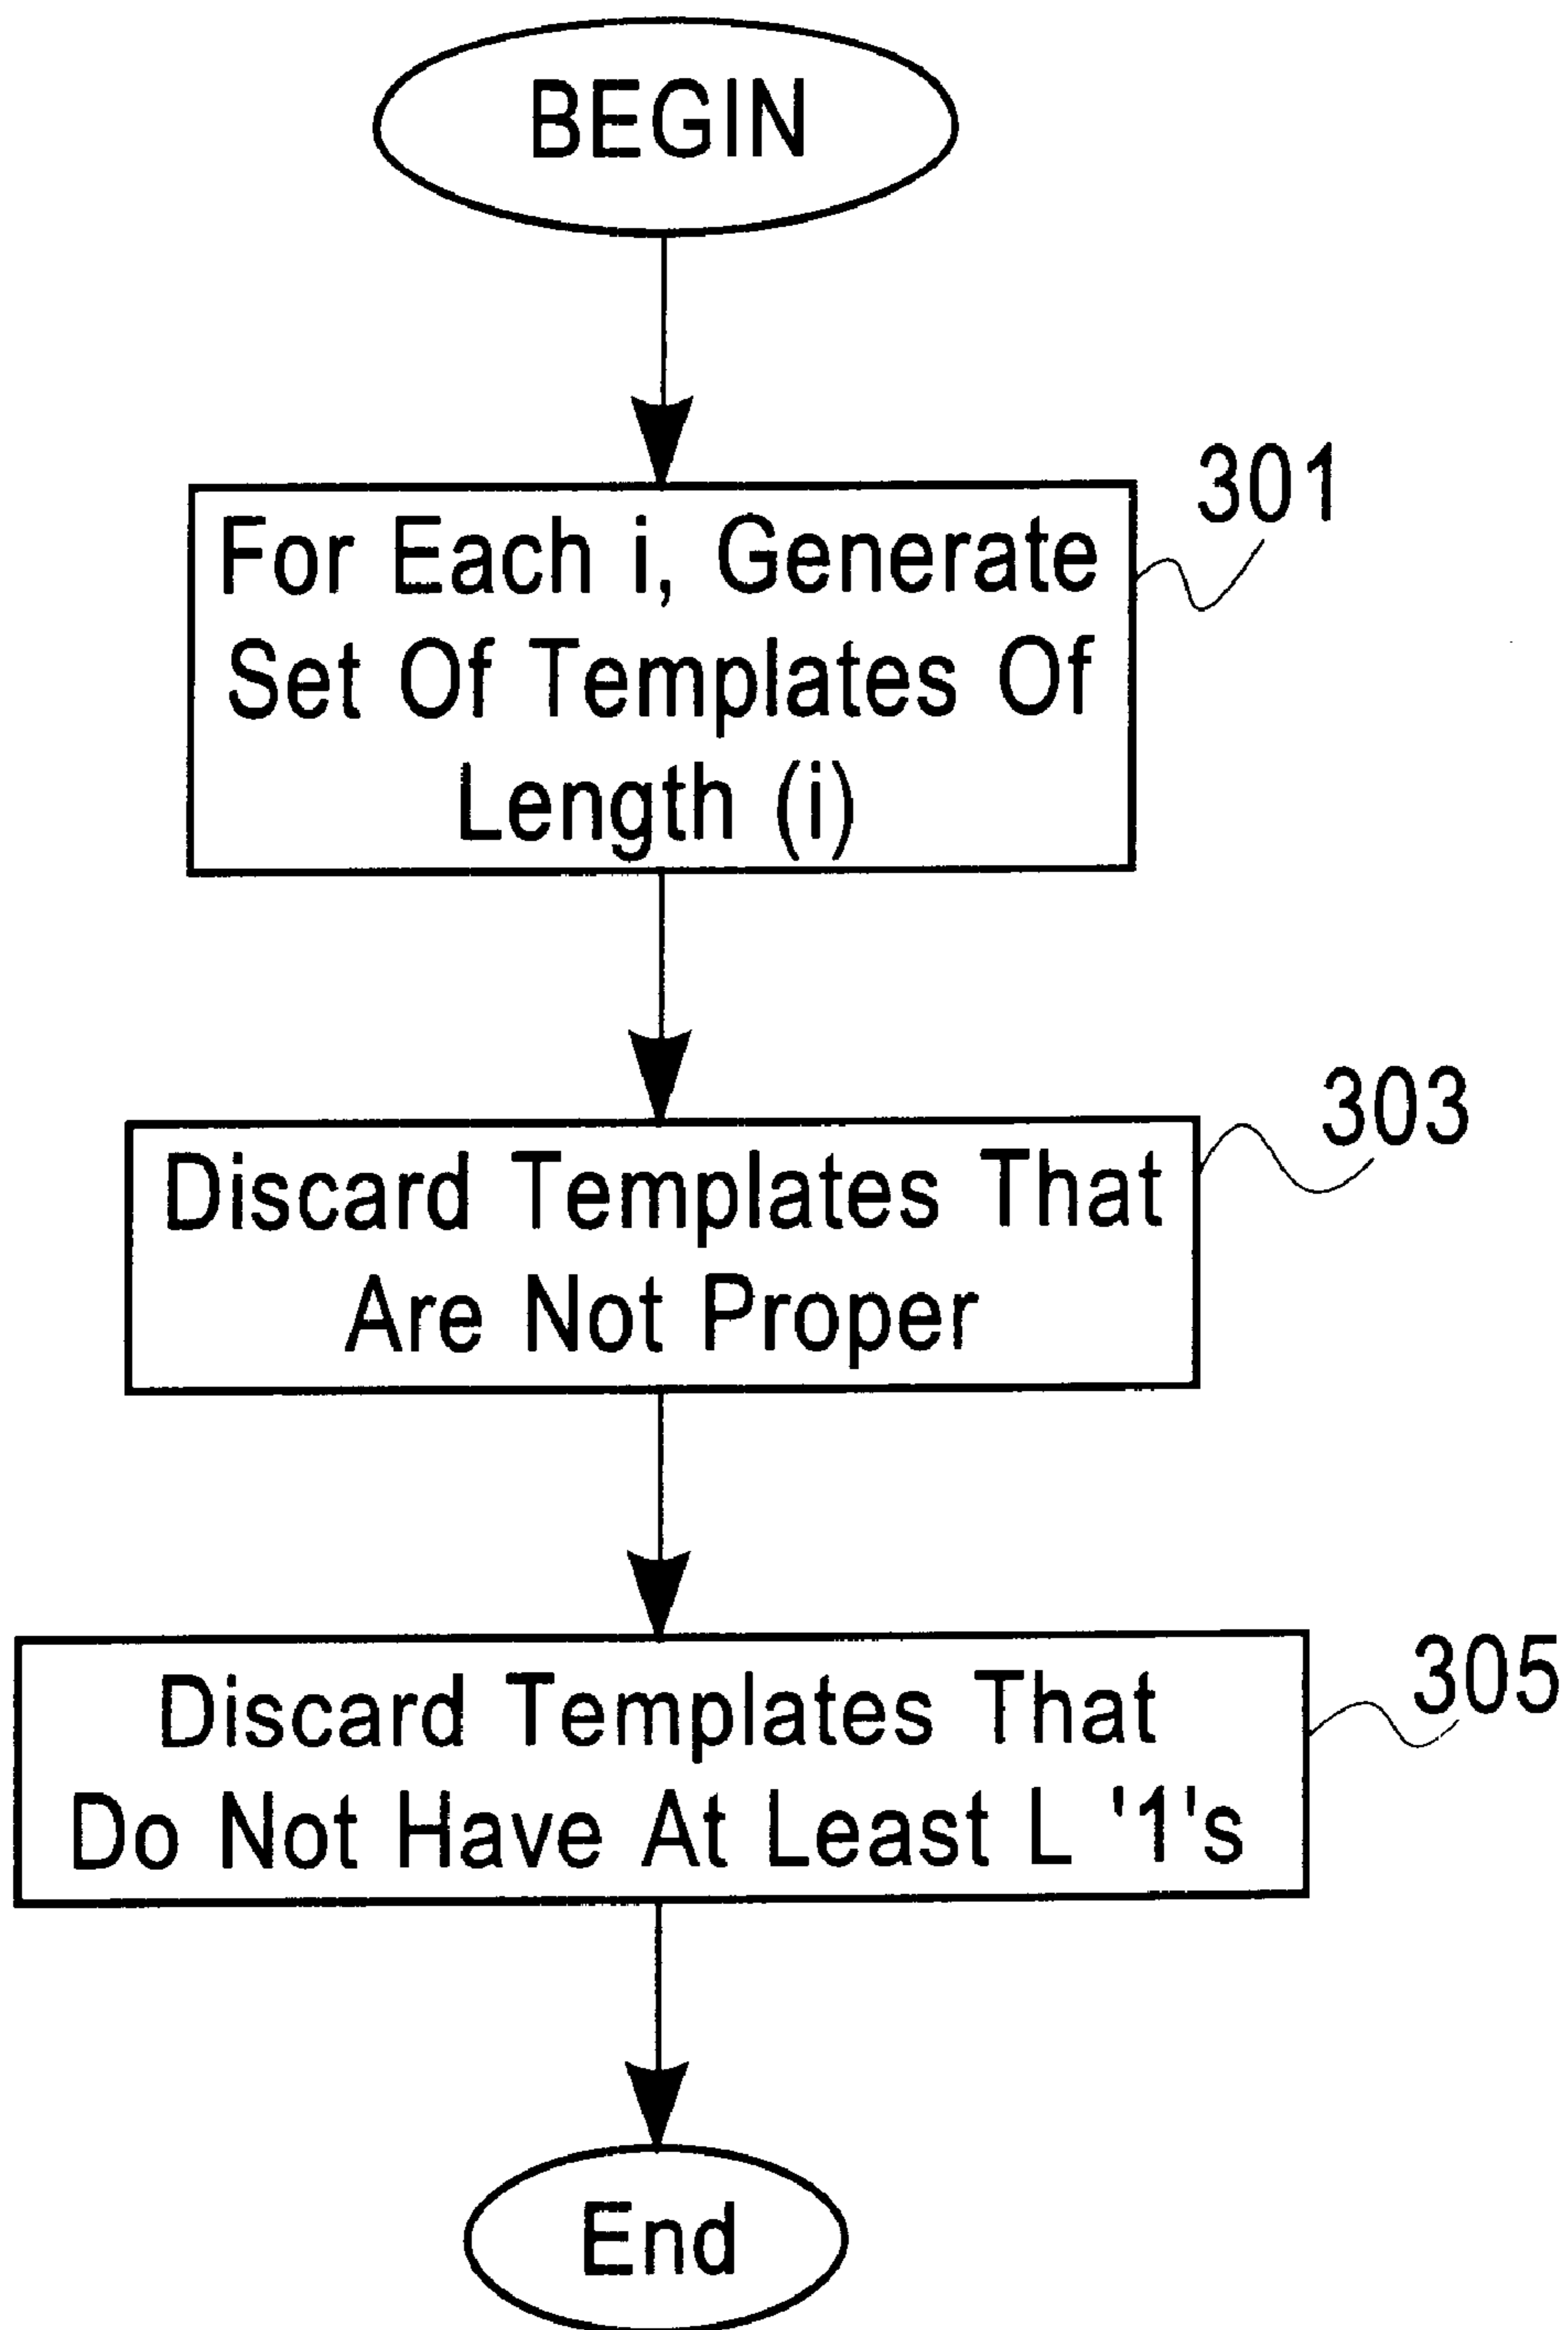 BEGIN
For Each i, Generate
Set Of Templates Of
Length (i)
301
Discard Templates That
Are Not Proper
303
Discard Templates That
Do Not Have At Least L '1's
305
End